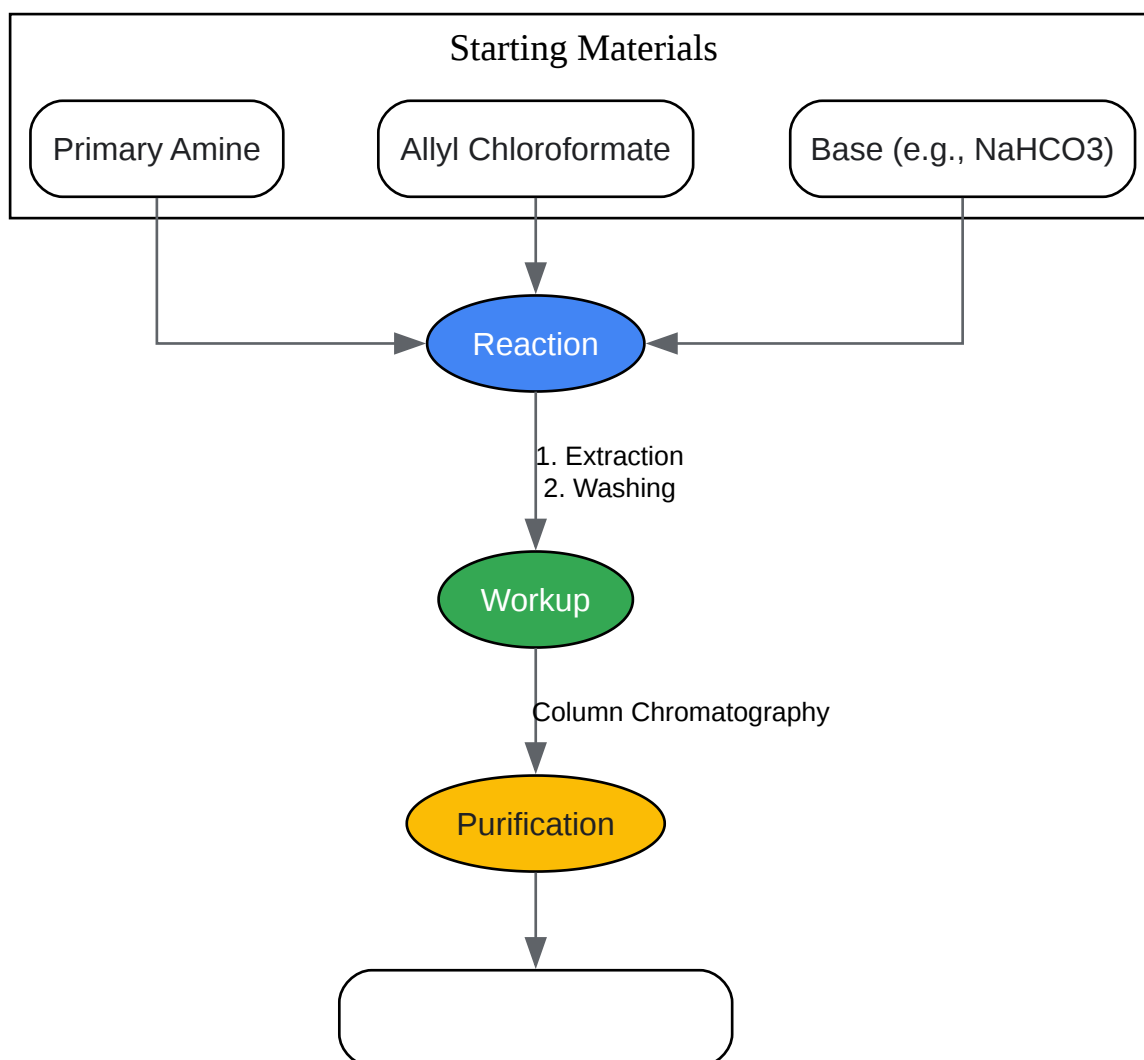 Starting Materials
Primary Amine
Allyl Chloroformate
Base (e.g., NaHCO3)
Reaction
1. Extraction
2. Washing
Workup
Column Chromatography
Purification